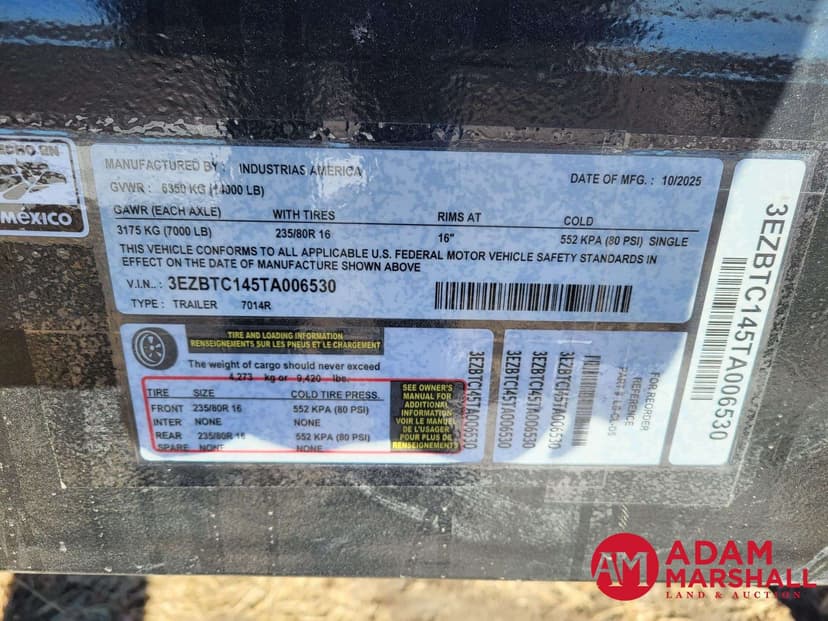 HECHO EN
MÉXICO
MANUFACTURED BY : INDUSTRIAS AMERICA
DATE OF MFG. : 10/2025
GVWR : 6350 KG (14000 LB)
GAWR (EACH AXLE) WITH TIRES RIMS AT COLD
3175 KG (7000 LB) 235/80R 16 16" 552 KPA (80 PSI) SINGLE
THIS VEHICLE CONFORMS TO ALL APPLICABLE U.S. FEDERAL MOTOR VEHICLE SAFETY STANDARDS IN
EFFECT ON THE DATE OF MANUFACTURE SHOWN ABOVE
V.I.N.. : 3EZBTC145TA006530
TYPE : TRAILER 7014R
3EZBTC145TA006530
TIRE AND LOADING INFORMATION
RENSEIGNEMENTS SUR LES PNEUS ET LE CHARGEMENT
The weight of cargo should never exceed
4,273 kg or 9,420 lbs.
TIRE SIZE COLD TIRE PRESS.
FRONT 235/80R 16 552 KPA (80 PSI)
INTER NONE NONE
REAR 235/80R 16 552 KPA (80 PSI)
SPARE NONE NONE
SEE OWNER'S
MANUAL FOR
ADDITIONAL
INFORMATION
VOIR LE MANUEL
DE L'USAGER
POUR PLUS DE
RENSEIGNEMENTS
3EZBTC145TA006530
3EZBTC145TA006530
3EZBTC145TA006530
3EZBTC145TA006530
FOR REORDER
REFERENCE
AM ADAM
MARSHALL
LAND & AUCTION